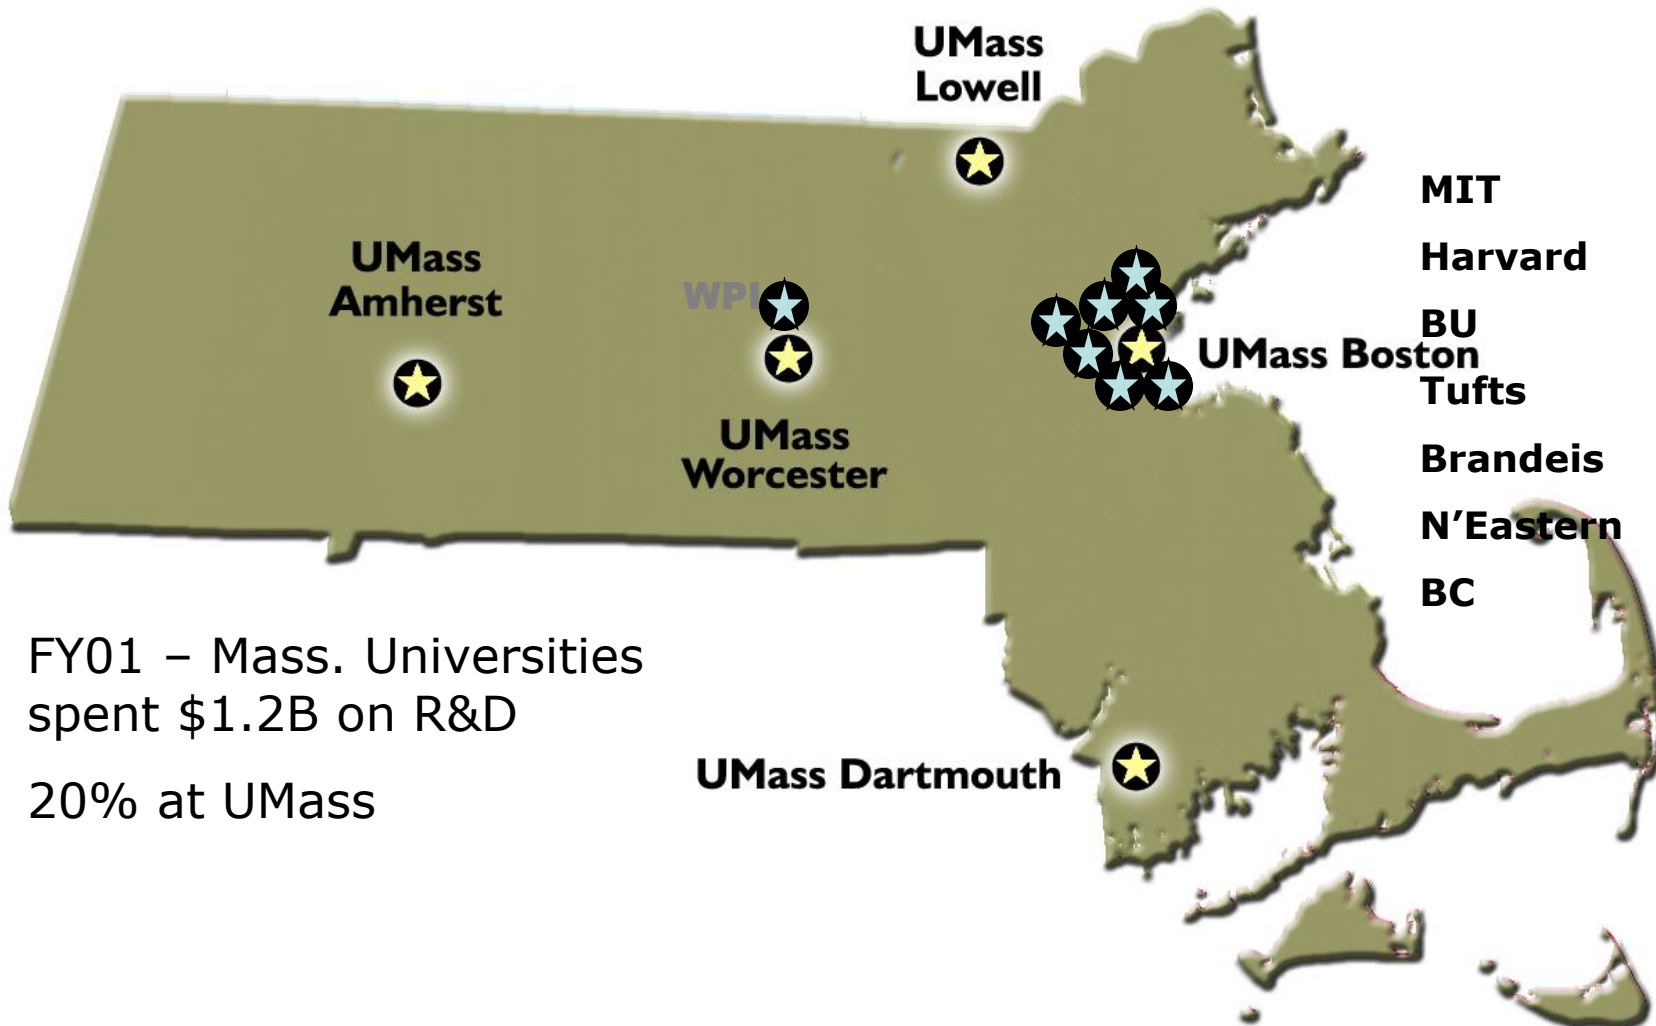 UMass
Lowell
MIT
Harvard
BU
Tufts
Brandeis
N’Eastern
BC
UMass
Amherst
WPI
UMass Boston
UMass
Worcester
FY01 – Mass. Universities
spent $1.2B on R&D
20% at UMass
UMass Dartmouth